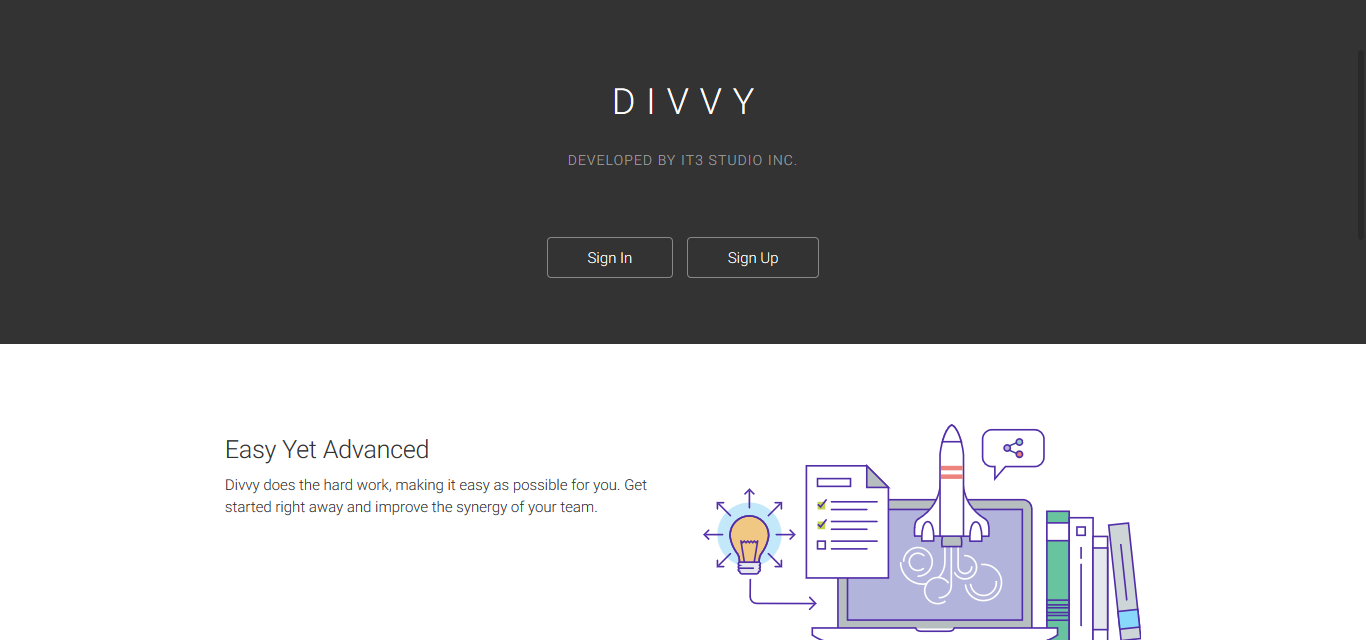 DIVVY
DEVELOPED BY IT3 STUDIO INC.
Sign In
Sign Up
Easy Yet Advanced
Divvy does the hard work, making it easy as possible for you. Get
started right away and improve the synergy of your team.